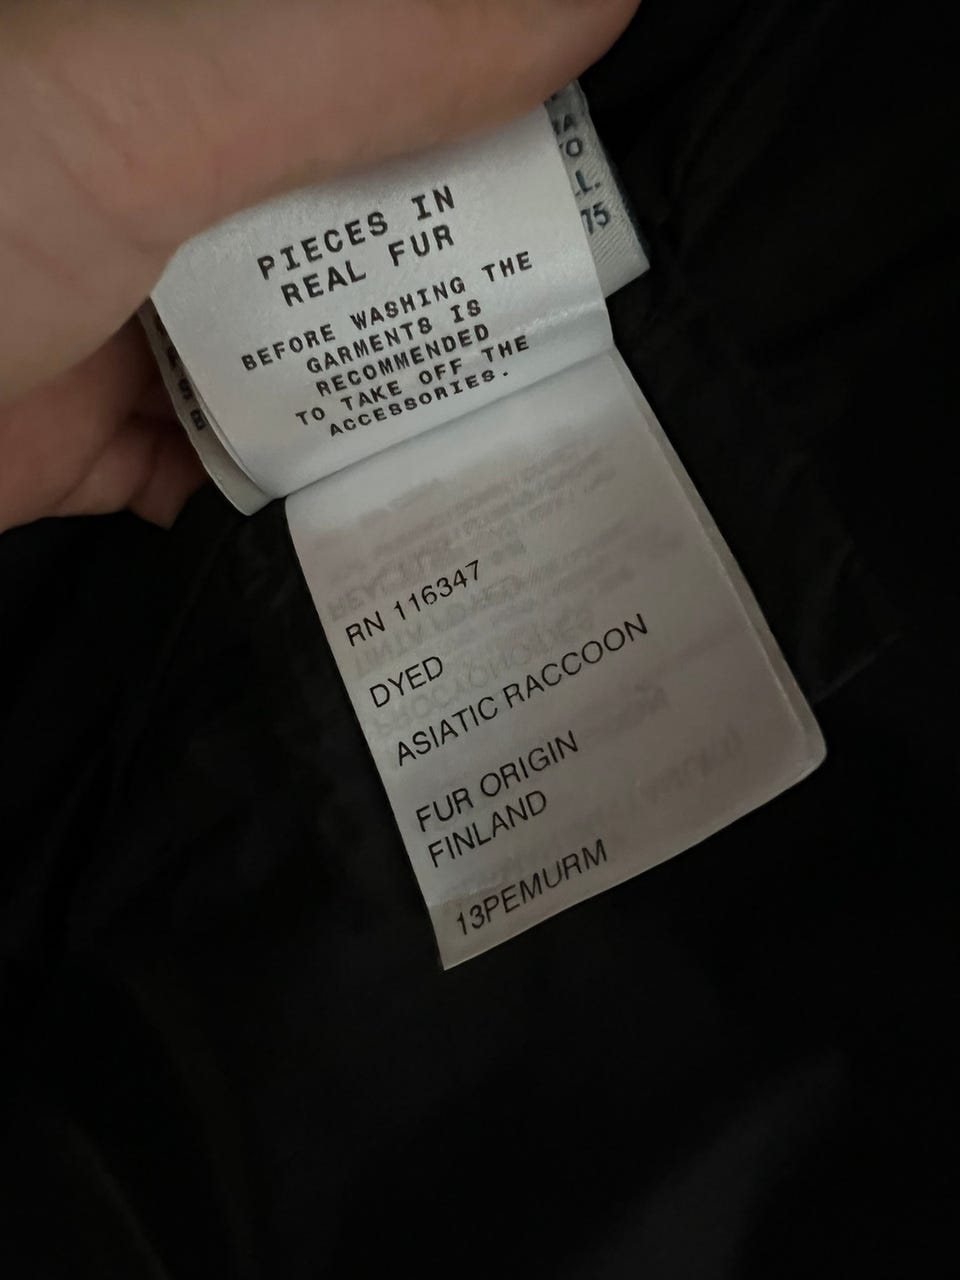 PIECES IN
REAL FUR
BEFORE WASHING THE
GARMENTS IS
RECOMMENDED
TO TAKE OFF THE
ACCESSORIES.
75
RN 116347
DYED
ASIATIC RACCOON
FUR ORIGIN
FINLAND
13PEMURM